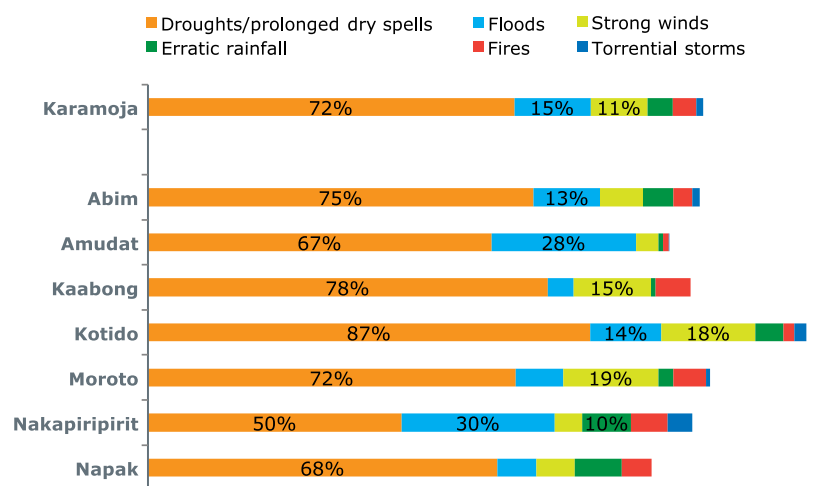 Droughts/prolonged dry spells Floods Strong winds
Erratic rainfall Fires Torrential storms
Karamoja 72% 15% 11%
Abim 75% 13%
Amudat 67% 28%
Kaabong 78% 15%
Kotido 87% 14% 18%
Moroto 72% 19%
Nakapiripirit 50% 30% 10%
Napak 68%